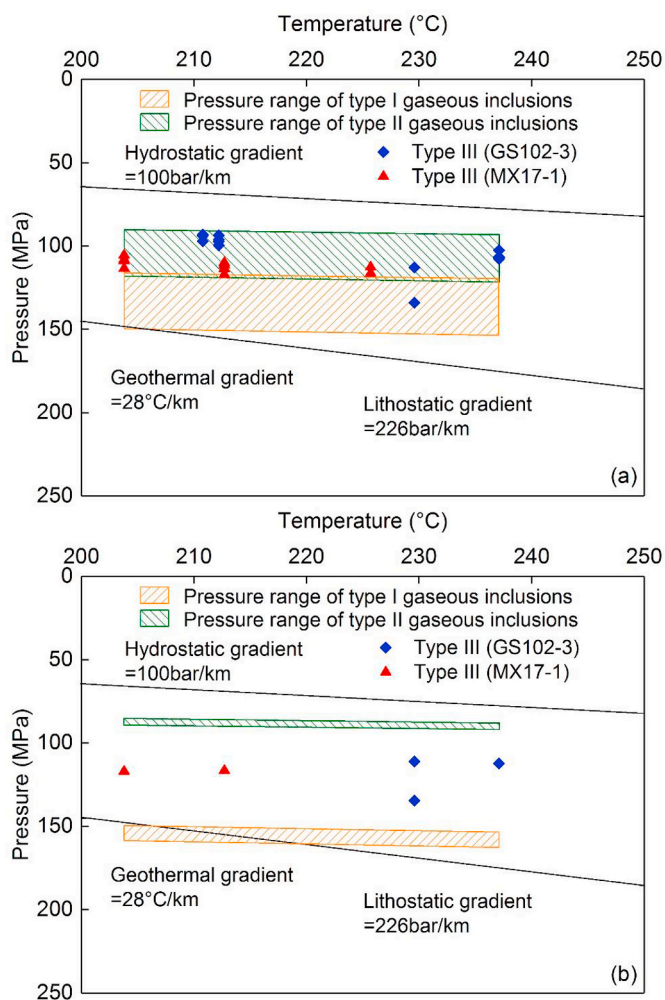 Temperature (°C)
200 210 220 230 240 250
0
Pressure range of type I gaseous inclusions
Pressure range of type II gaseous inclusions
Hydrostatic gradient
=100bar/km
Type III (GS102-3)
Type III (MX17-1)
50
100
150
200
250
Pressure (MPa)
Geothermal gradient
=28°C/km
Lithostatic gradient
=226bar/km
(a)
Temperature (°C)
200 210 220 230 240 250
0
Pressure range of type I gaseous inclusions
Pressure range of type II gaseous inclusions
Hydrostatic gradient
=100bar/km
Type III (GS102-3)
Type III (MX17-1)
50
100
150
200
250
Pressure (MPa)
Geothermal gradient
=28°C/km
Lithostatic gradient
=226bar/km
(b)